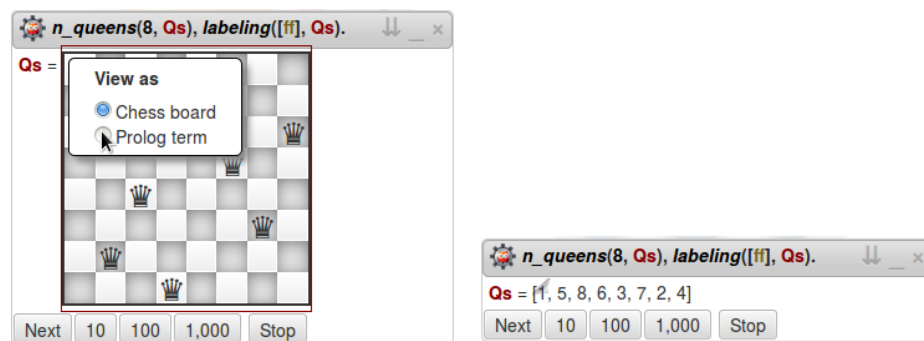 n_queens(8, Qs), labeling([ff], Qs).
Qs =
View as
Chess board
Prolog term
Next 10 100 1,000 Stop
n_queens(8, Qs), labeling([ff], Qs).
Qs = [1, 5, 8, 6, 3, 7, 2, 4]
Next 10 100 1,000 Stop